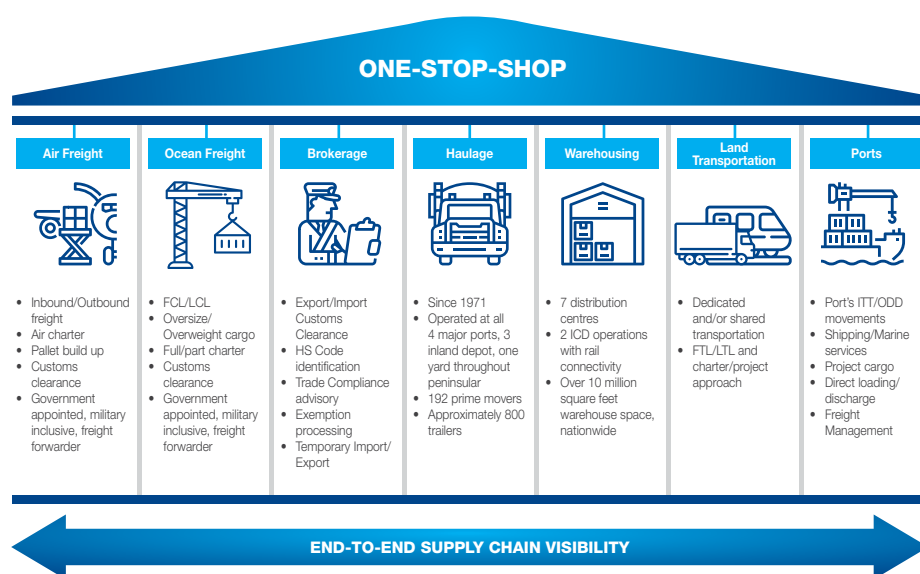 ONE-STOP-SHOP
Air Freight
• Inbound/Outbound
freight
• Air charter
• Pallet build up
• Customs
clearance
• Government
appointed, military
inclusive, freight
forwarder
Ocean Freight
• FCL/LCL
• Oversize/
Overweight cargo
• Full/part charter
• Customs
clearance
• Government
appointed, military
inclusive, freight
forwarder
Brokerage
• Export/Import
Customs
Clearance
• HS Code
identification
• Trade Compliance
advisory
• Exemption
processing
• Temporary Import/
Export
Haulage
• Since 1971
• Operated at all
4 major ports, 3
inland depot, one
yard throughout
peninsular
• 192 prime movers
• Approximately 800
trailers
Warehousing
• 7 distribution
centres
• 2 ICD operations
with rail
connectivity
• Over 10 million
square feet
warehouse space,
nationwide
Land
Transportation
• Dedicated
and/or shared
transportation
• FTL/LTL and
charter/project
approach
Ports
• Port's ITT/ODD
movements
• Shipping/Marine
services
• Project cargo
• Direct loading/
discharge
• Freight
Management
END-TO-END SUPPLY CHAIN VISIBILITY